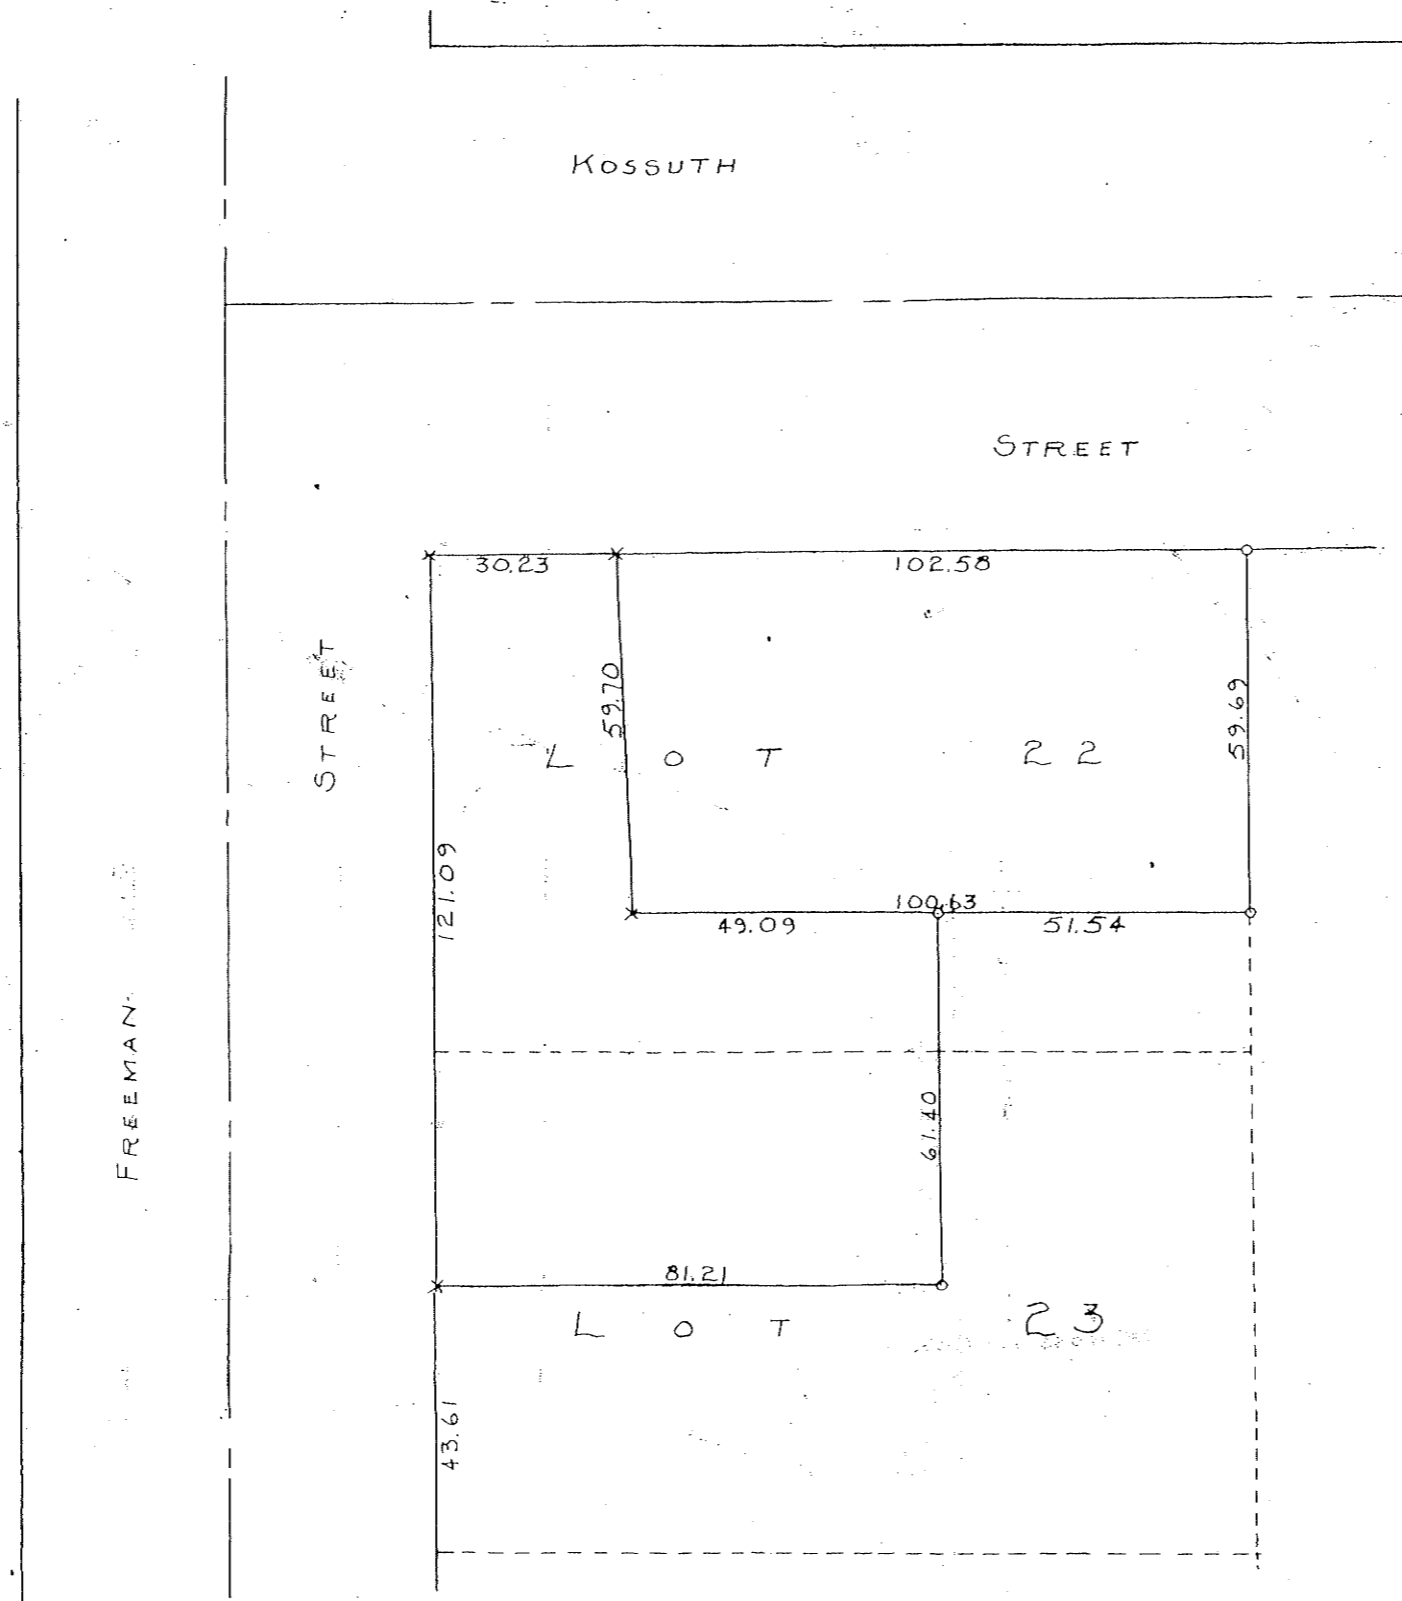 KOSSUTH
STREET
30.23
102.58
STREET
59.70
59.69
LOT 22
121.09
100.63
49.09
51.54
FREEMAN
61.40
81.21
LOT 23
43.61